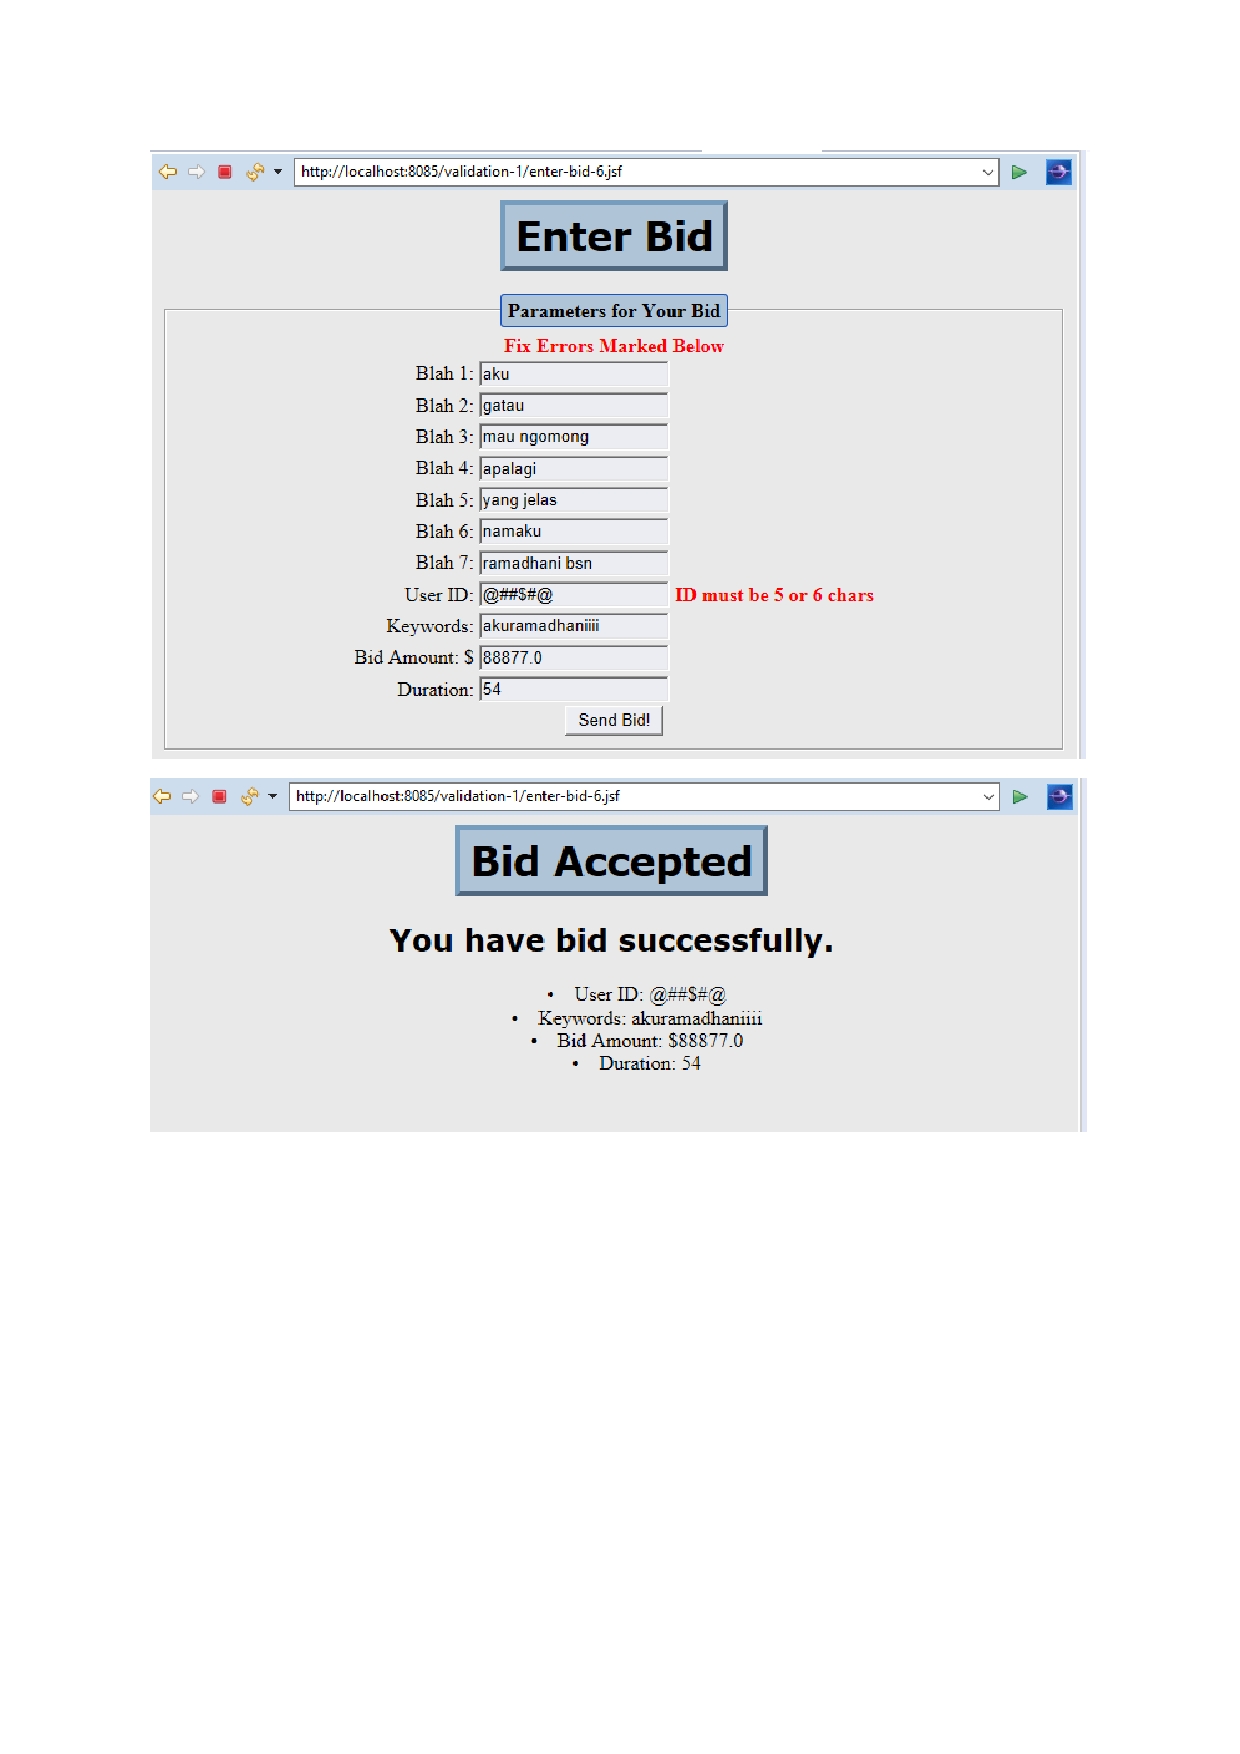 http://localhost:8085/validation-1/enter-bid-6.jsf
Enter Bid
Parameters for Your Bid
Fix Errors Marked Below
Blah 1: aku
Blah 2: gatau
Blah 3: mau ngomong
Blah 4: apalagi
Blah 5: yang jelas
Blah 6: namaku
Blah 7: ramadhani bsn
User ID: @##$#@ ID must be 5 or 6 chars
Keywords: akuramadhaniiii
Bid Amount: $ 88877.0
Duration: 54
Send Bid!
http://localhost:8085/validation-1/enter-bid-6.jsf
Bid Accepted
You have bid successfully.
• User ID: @##$#@
• Keywords: akuramadhaniiii
• Bid Amount: $88877.0
• Duration: 54